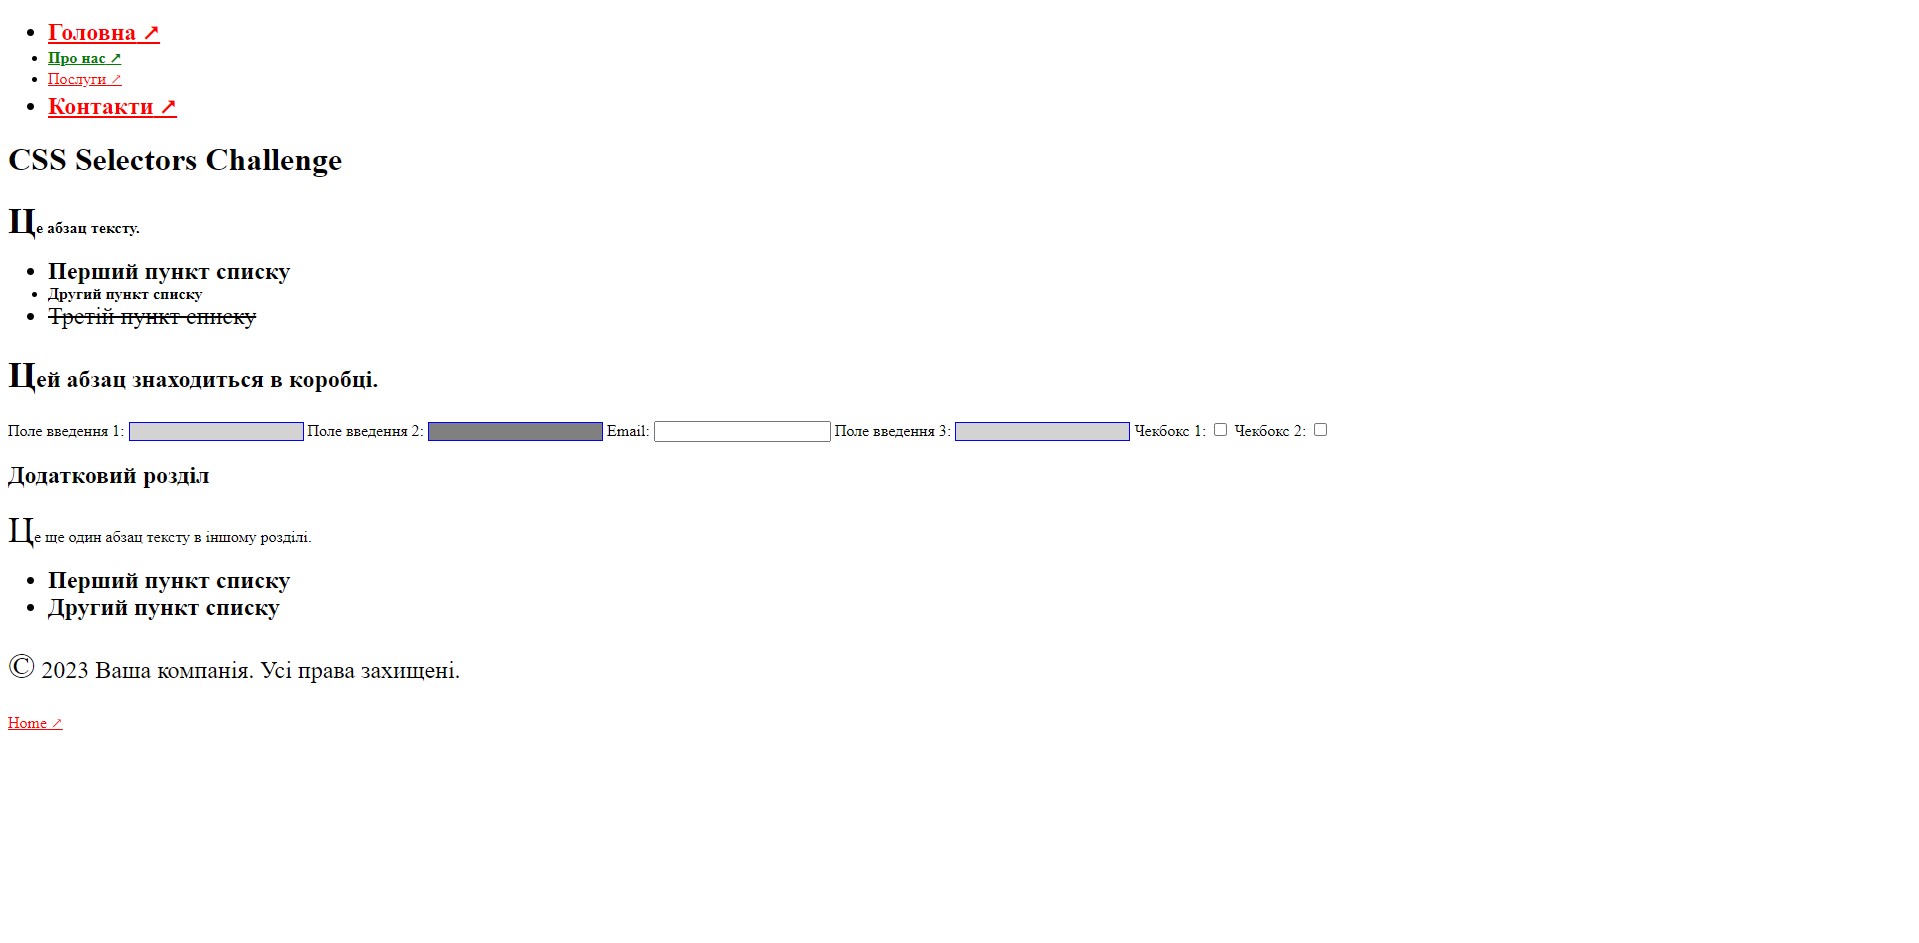 Головна ↗
Про нас ↗
Послуги ↗
Контакти ↗
CSS Selectors Challenge
Це абзац тексту.
Перший пункт списку
Другий пункт списку
Третій пункт списку
Цей абзац знаходиться в коробці.
Поле введення 1: Поле введення 2: Email: Поле введення 3: Чекбокс 1: Чекбокс 2:
Додатковий розділ
Це ще один абзац тексту в іншому розділі.
Перший пункт списку
Другий пункт списку
© 2023 Ваша компанія. Усі права захищені.
Home ↗